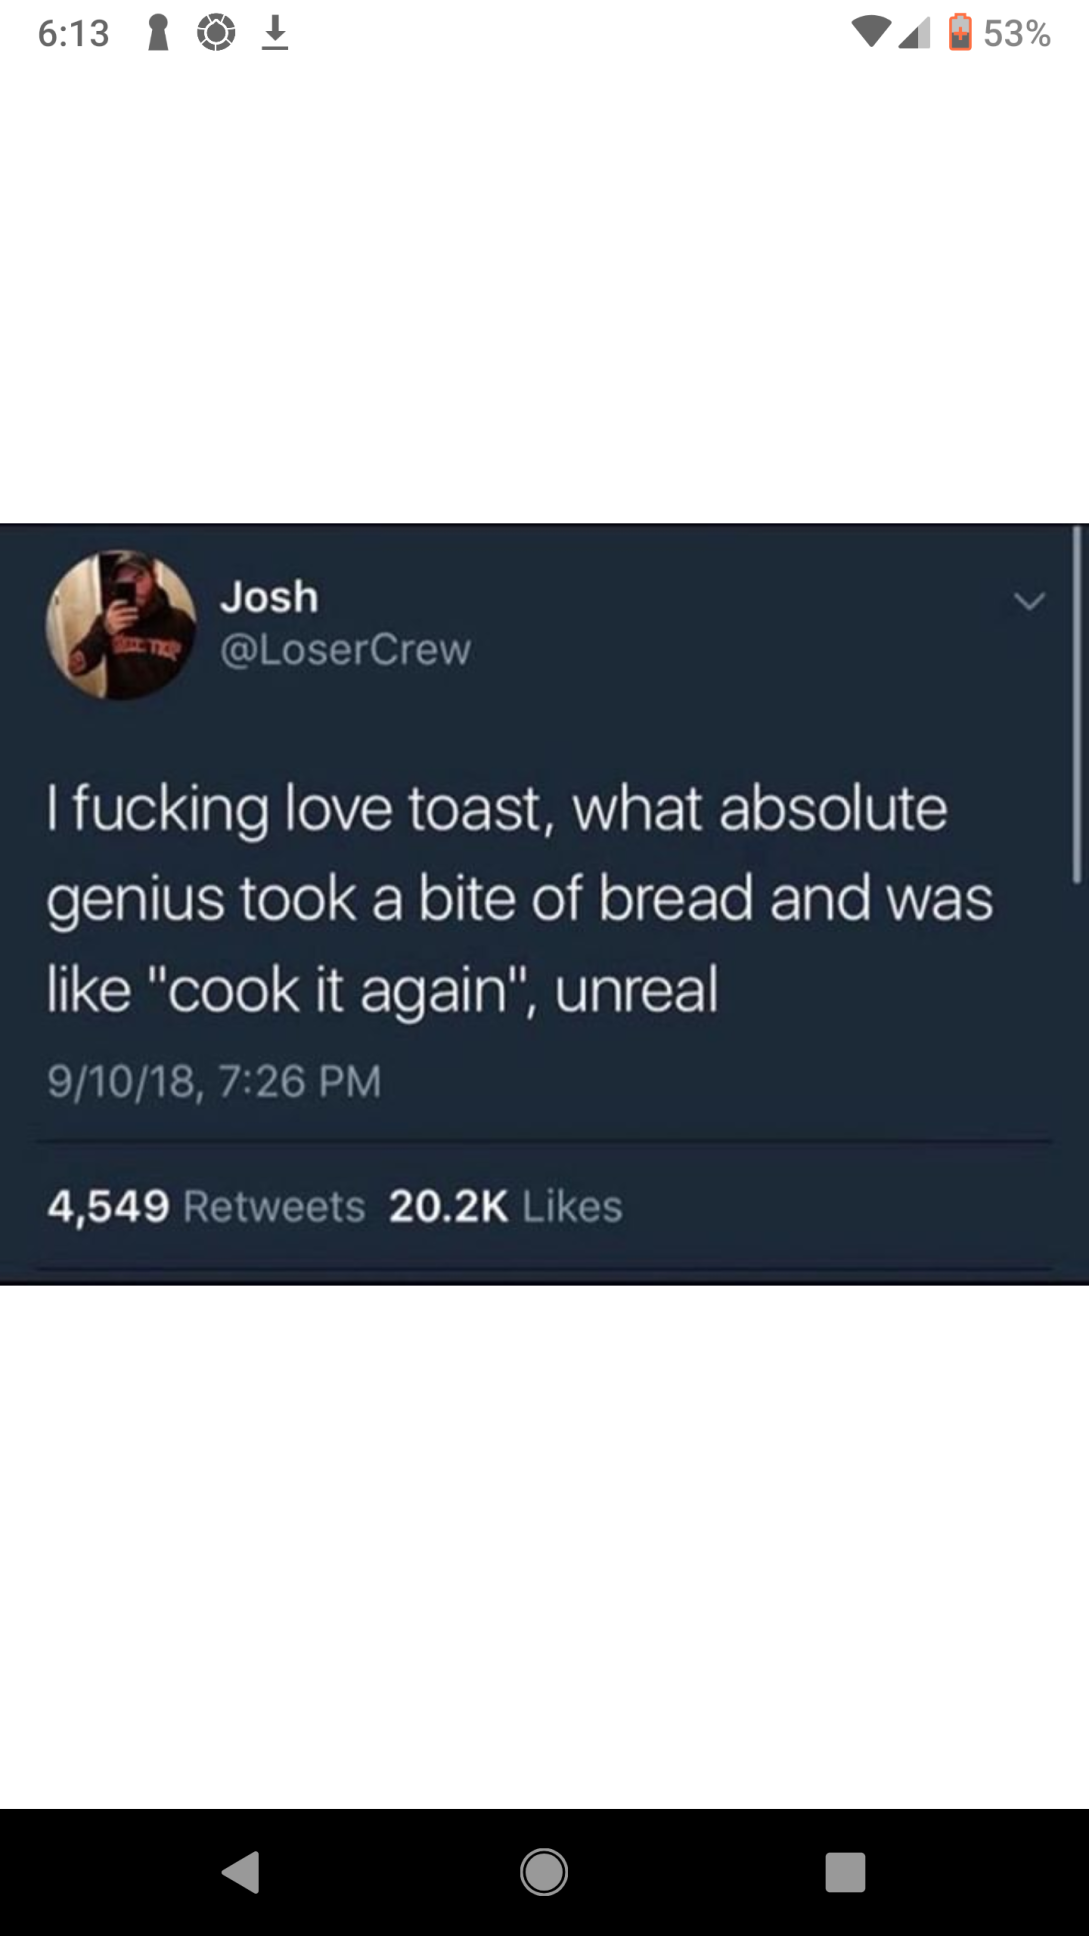 6:13 53%
Josh
@LoserCrew
I fucking love toast, what absolute
genius took a bite of bread and was
like "cook it again", unreal
9/10/18, 7:26 PM
4,549 Retweets 20.2K Likes